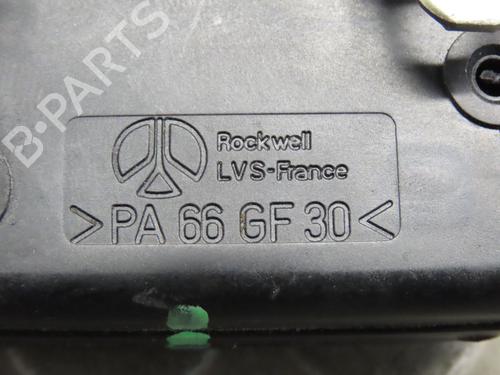 B-PARTS
Rockwell
LVS-France
>PA 66 GF 30<